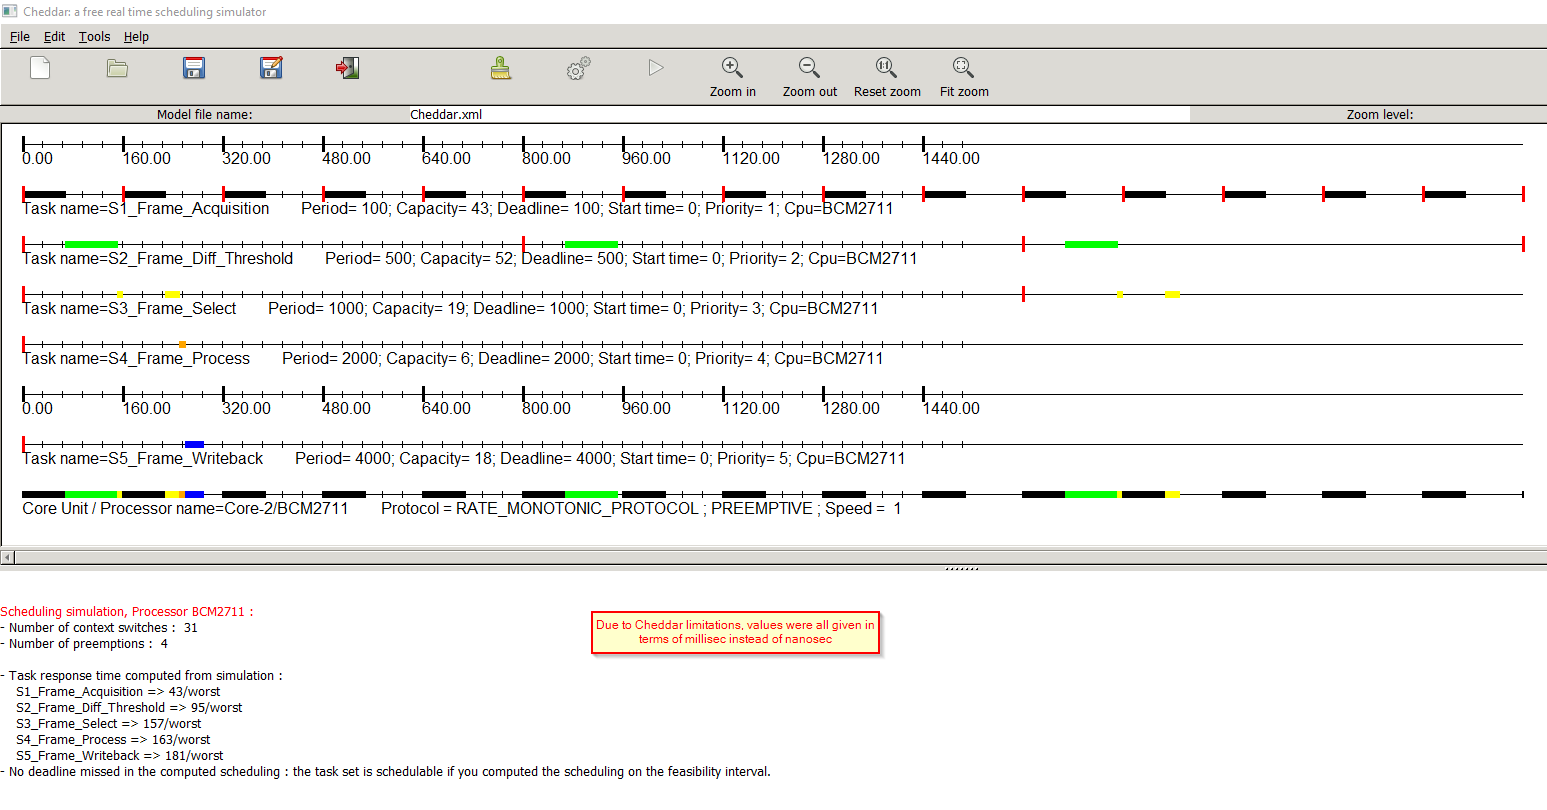 Cheddar: a free real time scheduling simulator
File Edit Tools Help
Zoom in Zoom out Reset zoom Fit zoom
Model file name: Cheddar.xml Zoom level:
0.00 160.00 320.00 480.00 640.00 800.00 960.00 1120.00 1280.00 1440.00
Task name=S1_Frame_Acquisition Period= 100; Capacity= 43; Deadline= 100; Start time= 0; Priority= 1; Cpu=BCM2711
Task name=S2_Frame_Diff_Threshold Period= 500; Capacity= 52; Deadline= 500; Start time= 0; Priority= 2; Cpu=BCM2711
Task name=S3_Frame_Select Period= 1000; Capacity= 19; Deadline= 1000; Start time= 0; Priority= 3; Cpu=BCM2711
Task name=S4_Frame_Process Period= 2000; Capacity= 6; Deadline= 2000; Start time= 0; Priority= 4; Cpu=BCM2711
0.00 160.00 320.00 480.00 640.00 800.00 960.00 1120.00 1280.00 1440.00
Task name=S5_Frame_Writeback Period= 4000; Capacity= 18; Deadline= 4000; Start time= 0; Priority= 5; Cpu=BCM2711
Core Unit / Processor name=Core-2/BCM2711 Protocol = RATE_MONOTONIC_PROTOCOL ; PREEMPTIVE ; Speed = 1
Scheduling simulation, Processor BCM2711 :
- Number of context switches : 31
- Number of preemptions : 4
Due to Cheddar limitations, values were all given in
terms of millisec instead of nanosec
- Task response time computed from simulation :
S1_Frame_Acquisition => 43/worst
S2_Frame_Diff_Threshold => 95/worst
S3_Frame_Select => 157/worst
S4_Frame_Process => 163/worst
S5_Frame_Writeback => 181/worst
- No deadline missed in the computed scheduling : the task set is schedulable if you computed the scheduling on the feasibility interval.